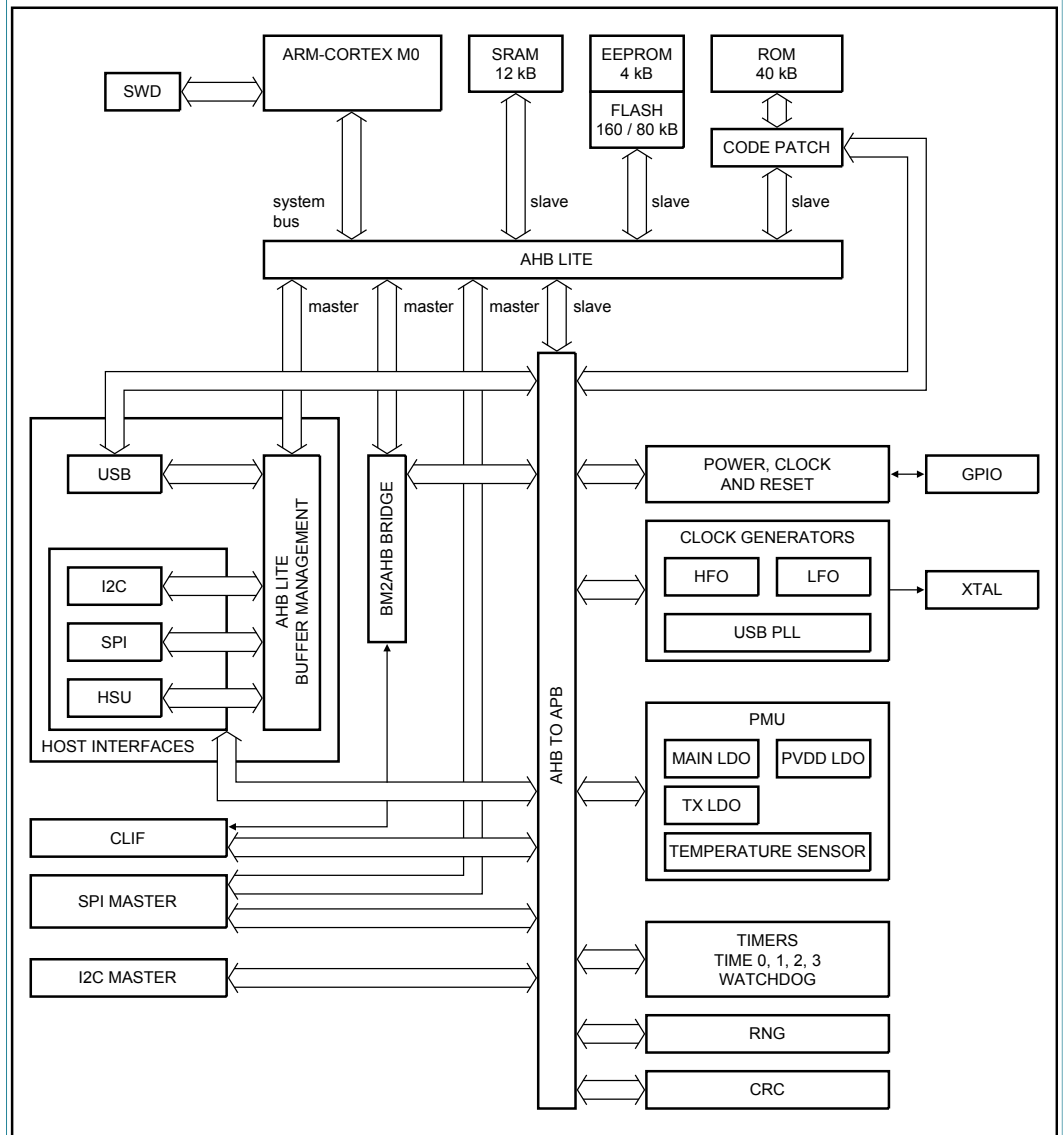 ARM-CORTEX M0
SRAM
12 kB
EEPROM
4 kB
ROM
40 kB
SWD
FLASH
160 / 80 kB
CODE PATCH
system
bus
slave
slave
slave
AHB LITE
master
master
master
slave
USB
AHB LITE
BUFFER MANAGEMENT
BM2AHB BRIDGE
POWER, CLOCK
AND RESET
GPIO
CLOCK GENERATORS
I2C
HFO
LFO
XTAL
SPI
USB PLL
HSU
HOST INTERFACES
AHB TO APB
PMU
MAIN LDO
PVDD LDO
TX LDO
CLIF
TEMPERATURE SENSOR
SPI MASTER
TIMERS
TIME 0, 1, 2, 3
WATCHDOG
I2C MASTER
RNG
CRC